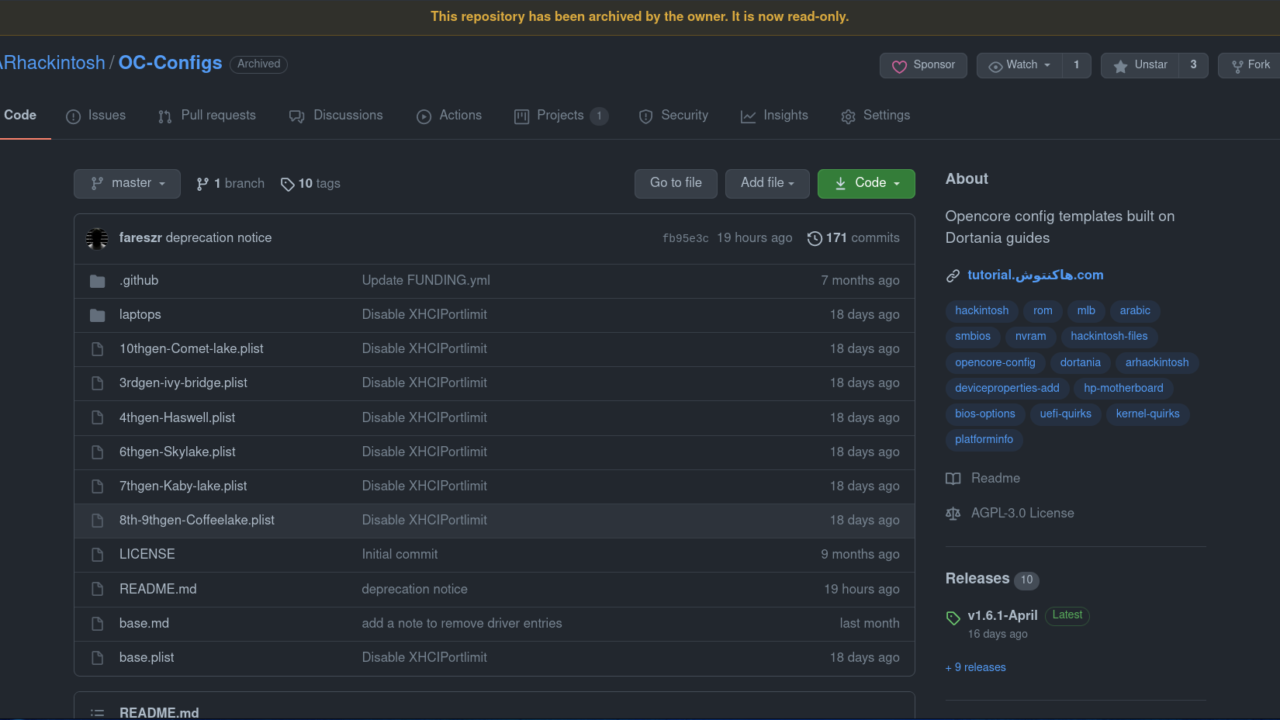 This repository has been archived by the owner. It is now read-only.
ARhackintosh / OC-Configs Archived
Sponsor Watch 1 Unstar 3 Fork
Code Issues Pull requests Discussions Actions Projects 1 Security Insights Settings
master 1 branch 10 tags Go to file Add file Code
fareszr deprecation notice fb95e3c 19 hours ago 171 commits
.github Update FUNDING.yml 7 months ago
laptops Disable XHCIPortlimit 18 days ago
10thgen-Comet-lake.plist Disable XHCIPortlimit 18 days ago
3rdgen-ivy-bridge.plist Disable XHCIPortlimit 18 days ago
4thgen-Haswell.plist Disable XHCIPortlimit 18 days ago
6thgen-Skylake.plist Disable XHCIPortlimit 18 days ago
7thgen-Kaby-lake.plist Disable XHCIPortlimit 18 days ago
8th-9thgen-Coffeelake.plist Disable XHCIPortlimit 18 days ago
LICENSE Initial commit 9 months ago
README.md deprecation notice 19 hours ago
base.md add a note to remove driver entries last month
base.plist Disable XHCIPortlimit 18 days ago
README.md
About
Opencore config templates built on
Dortania guides
tutorial.هاكنتوش.com
hackintosh rom mlb arabic
smbios nvram hackintosh-files
opencore-config dortania arhackintosh
deviceproperties-add hp-motherboard
bios-options uefi-quirks kernel-quirks
platforminfo
Readme
AGPL-3.0 License
Releases 10
v1.6.1-April Latest
16 days ago
+ 9 releases